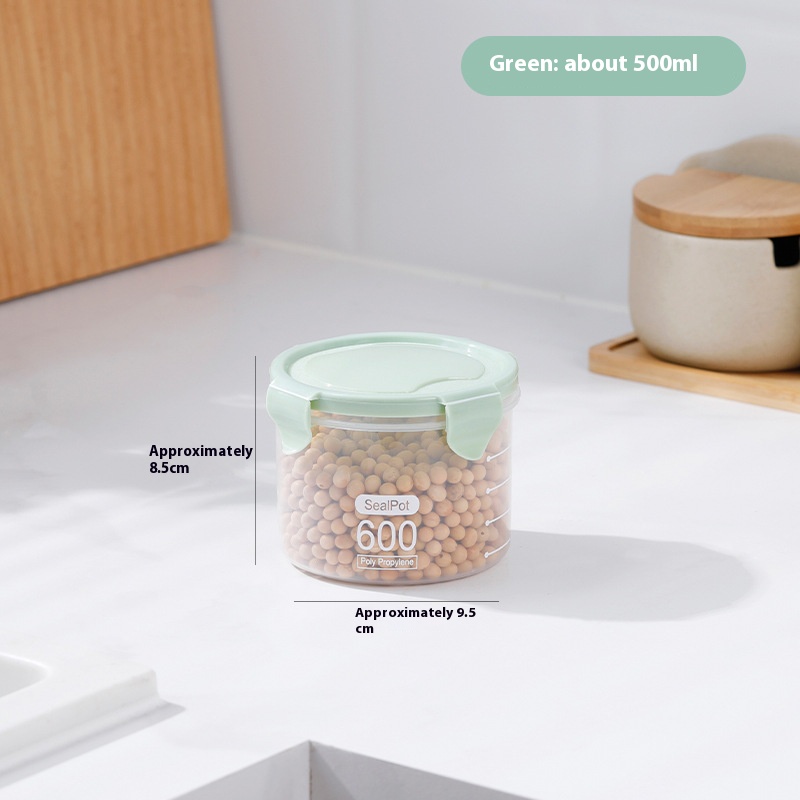 Green: about 500ml
Approximately
8.5cm
SealPot
600
Poly Propylene
Approximately 9.5
cm